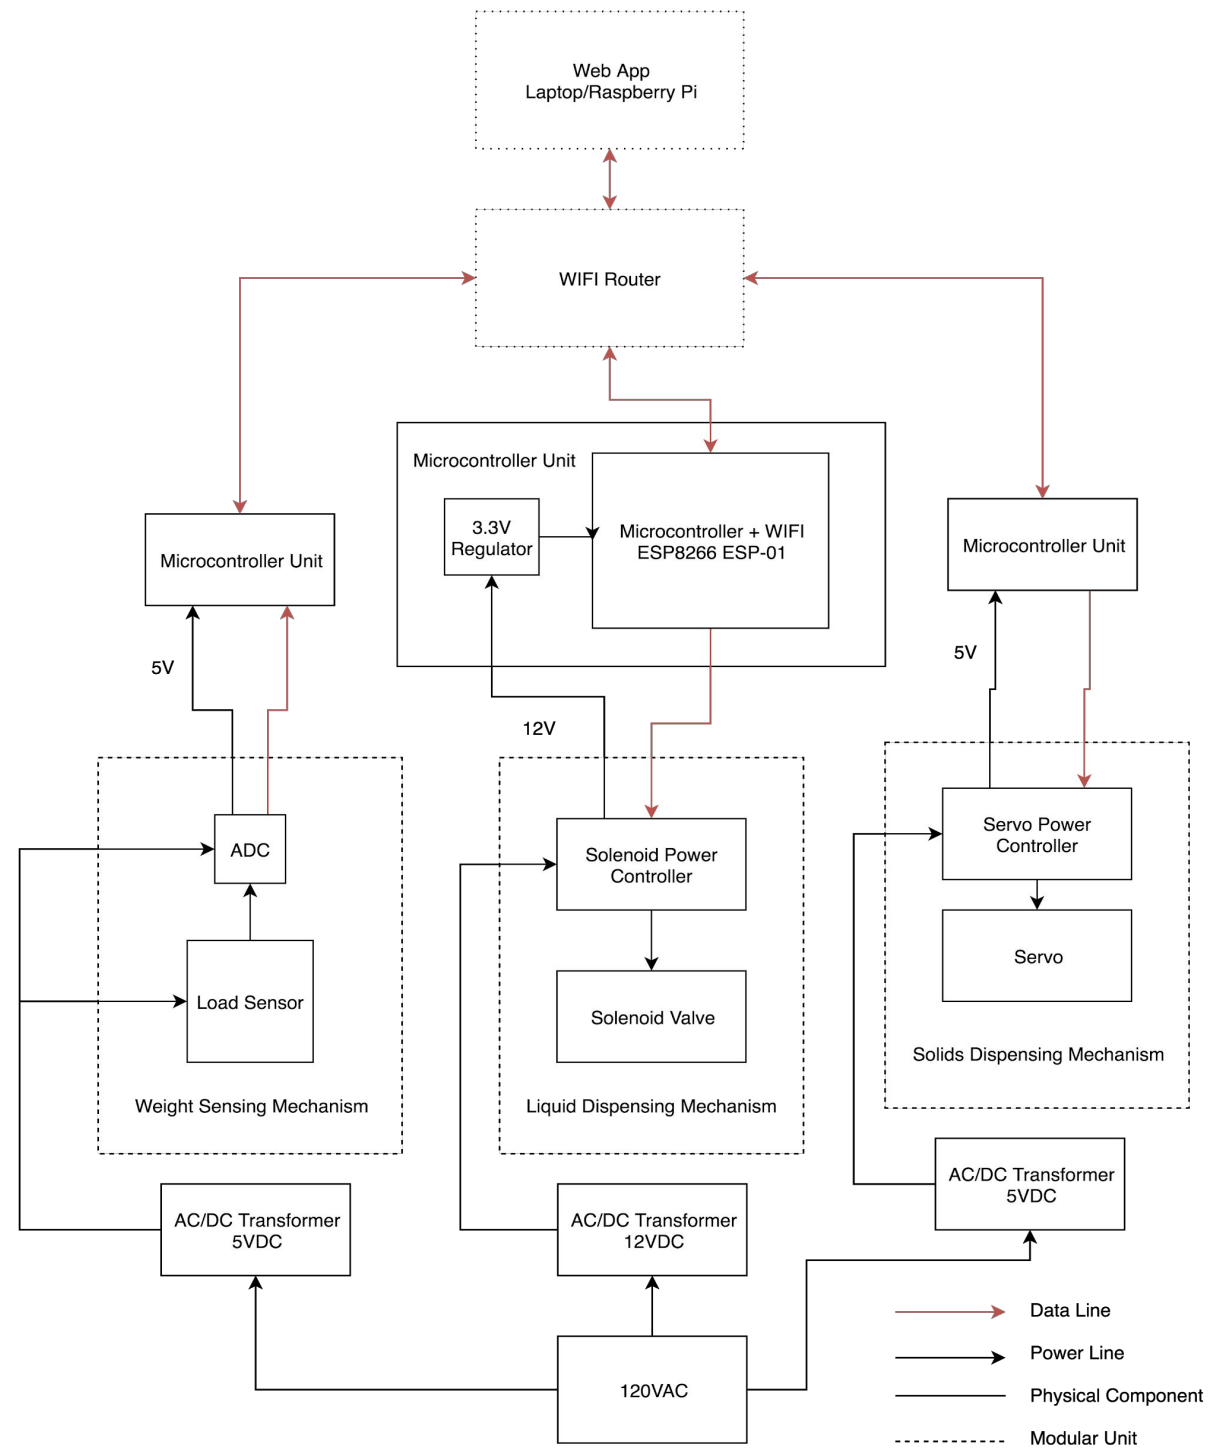 Web App
Laptop/Raspberry Pi
WIFI Router
Microcontroller Unit
3.3V
Regulator
Microcontroller + WIFI
ESP8266 ESP-01
Microcontroller Unit
Microcontroller Unit
5V
12V
5V
ADC
Load Sensor
Weight Sensing Mechanism
Solenoid Power
Controller
Solenoid Valve
Liquid Dispensing Mechanism
Servo Power
Controller
Servo
Solids Dispensing Mechanism
AC/DC Transformer
5VDC
AC/DC Transformer
12VDC
AC/DC Transformer
5VDC
120VAC
Data Line
Power Line
Physical Component
Modular Unit